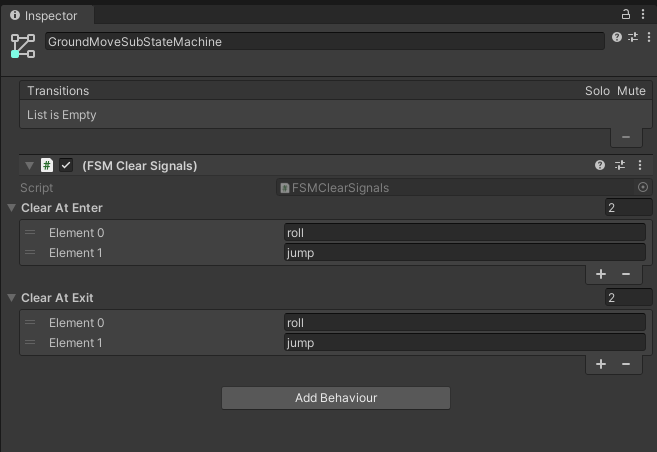 Inspector
GroundMoveSubStateMachine
Transitions Solo Mute
List is Empty
# (FSM Clear Signals)
Script FSMClearSignals
Clear At Enter 2
Element 0 roll
Element 1 jump
+ −
Clear At Exit 2
Element 0 roll
Element 1 jump
+ −
Add Behaviour